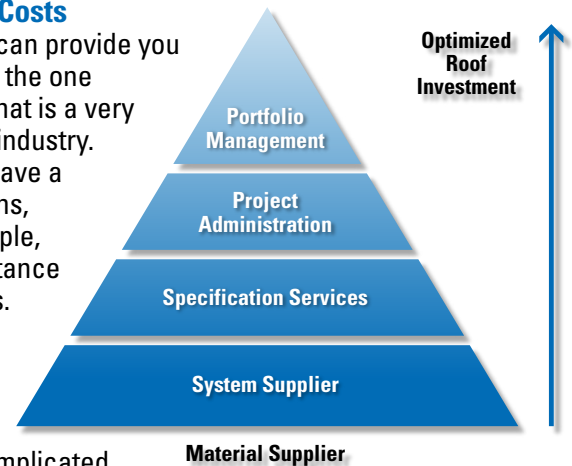 Costs
can provide you
the one
hat is a very
industry.
ave a
ns,
ple,
tance
s.
mplicated
Portfolio
Management
Project
Administration
Specification Services
System Supplier
Material Supplier
Optimized
Roof
Investment